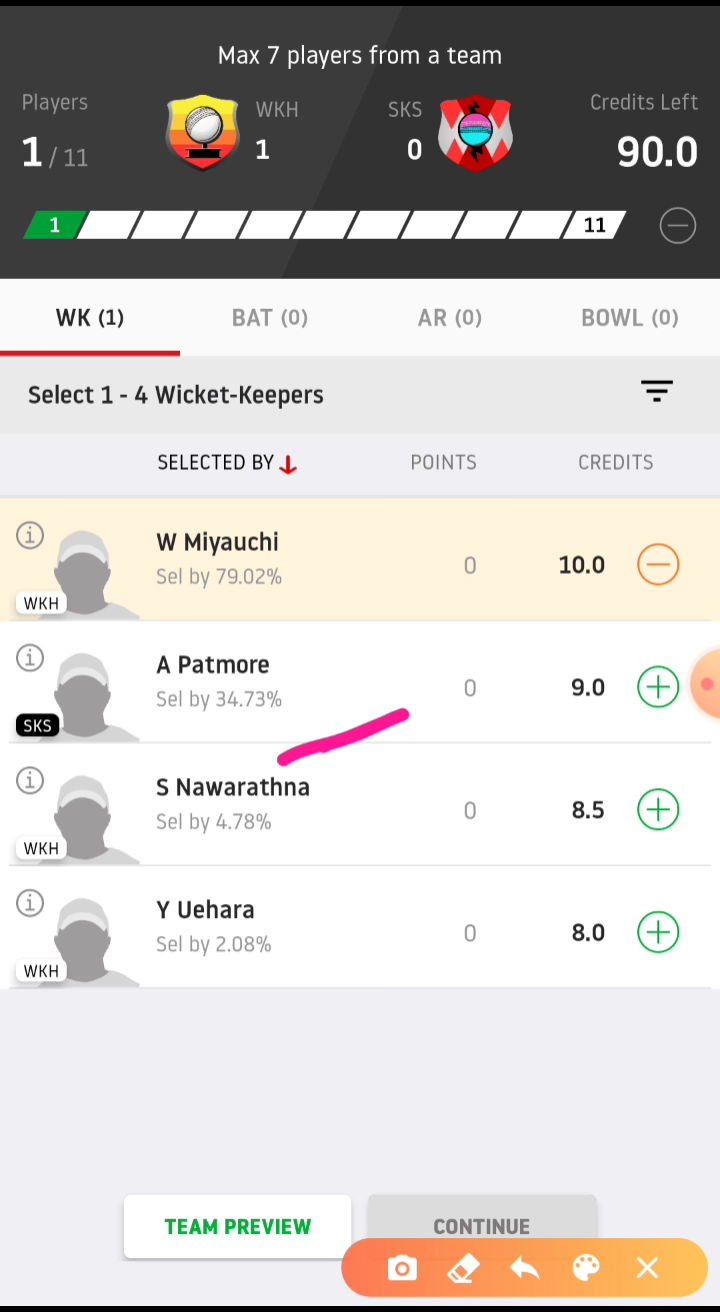 Max 7 players from a team
Players WKH SKS Credits Left
1 / 11 1 0 90.0
1 11
WK (1) BAT (0) AR (0) BOWL (0)
Select 1 - 4 Wicket-Keepers
SELECTED BY POINTS CREDITS
W Miyauchi
Sel by 79.02% 0 10.0
WKH
A Patmore
Sel by 34.73% 0 9.0
SKS
S Nawarathna
Sel by 4.78% 0 8.5
WKH
Y Uehara
Sel by 2.08% 0 8.0
WKH
TEAM PREVIEW CONTINUE